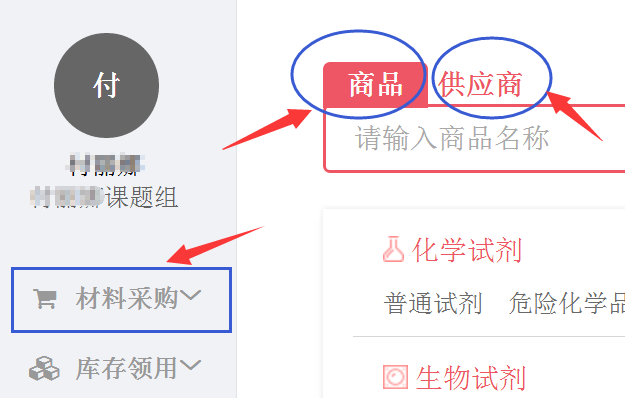 付
课题组
材料采购
库存领用
商品
供应商
请输入商品名称
化学试剂
普通试剂 危险化学品
生物试剂